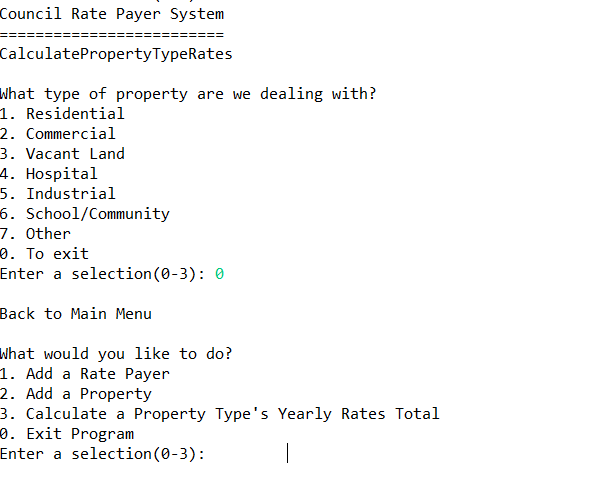 Council Rate Payer System
=========================
CalculatePropertyTypeRates
What type of property are we dealing with?
1. Residential
2. Commercial
3. Vacant Land
4. Hospital
5. Industrial
6. School/Community
7. Other
0. To exit
Enter a selection(0-3): 0
Back to Main Menu
What would you like to do?
1. Add a Rate Payer
2. Add a Property
3. Calculate a Property Type's Yearly Rates Total
0. Exit Program
Enter a selection(0-3):